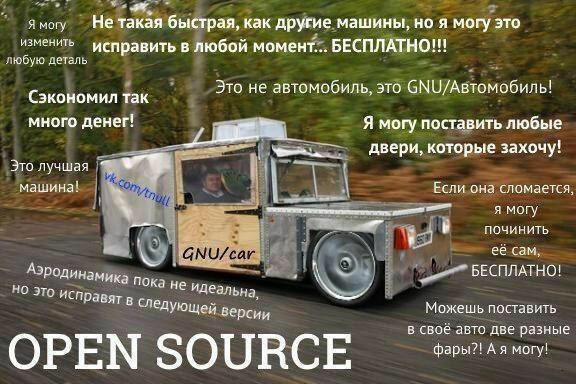 Я могу
изменить
любую деталь
Не такая быстрая, как другие машины, но я могу это
исправить в любой момент... БЕСПЛАТНО!!!
Это не автомобиль, это GNU/Автомобиль!
Сэкономил так
много денег!
Я могу поставить любые
двери, которые захочу!
Это лучшая
машина!
vk.com/tnull
Если она сломается,
я могу
починить
её сам,
БЕСПЛАТНО!
GNU/car
Аэродинамика пока не идеальна,
но это исправят в следующей версии
Можешь поставить
в своё авто две разные
фары?! А я могу!
OPEN SOURCE